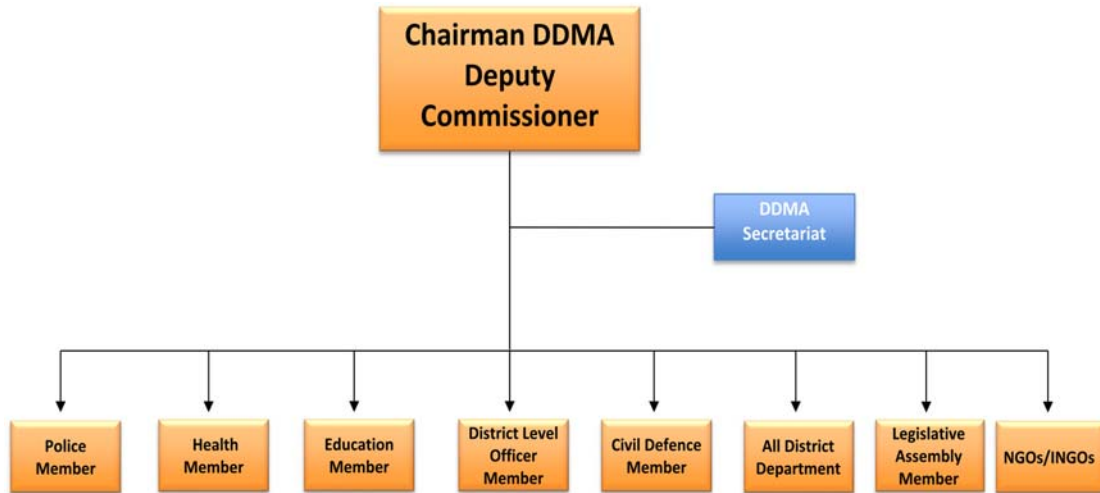 Chairman DDMA
Deputy
Commissioner
DDMA
Secretariat
Police
Member
Health
Member
Education
Member
District Level
Officer
Member
Civil Defence
Member
All District
Department
Legislative
Assembly
Member
NGOs/INGOs